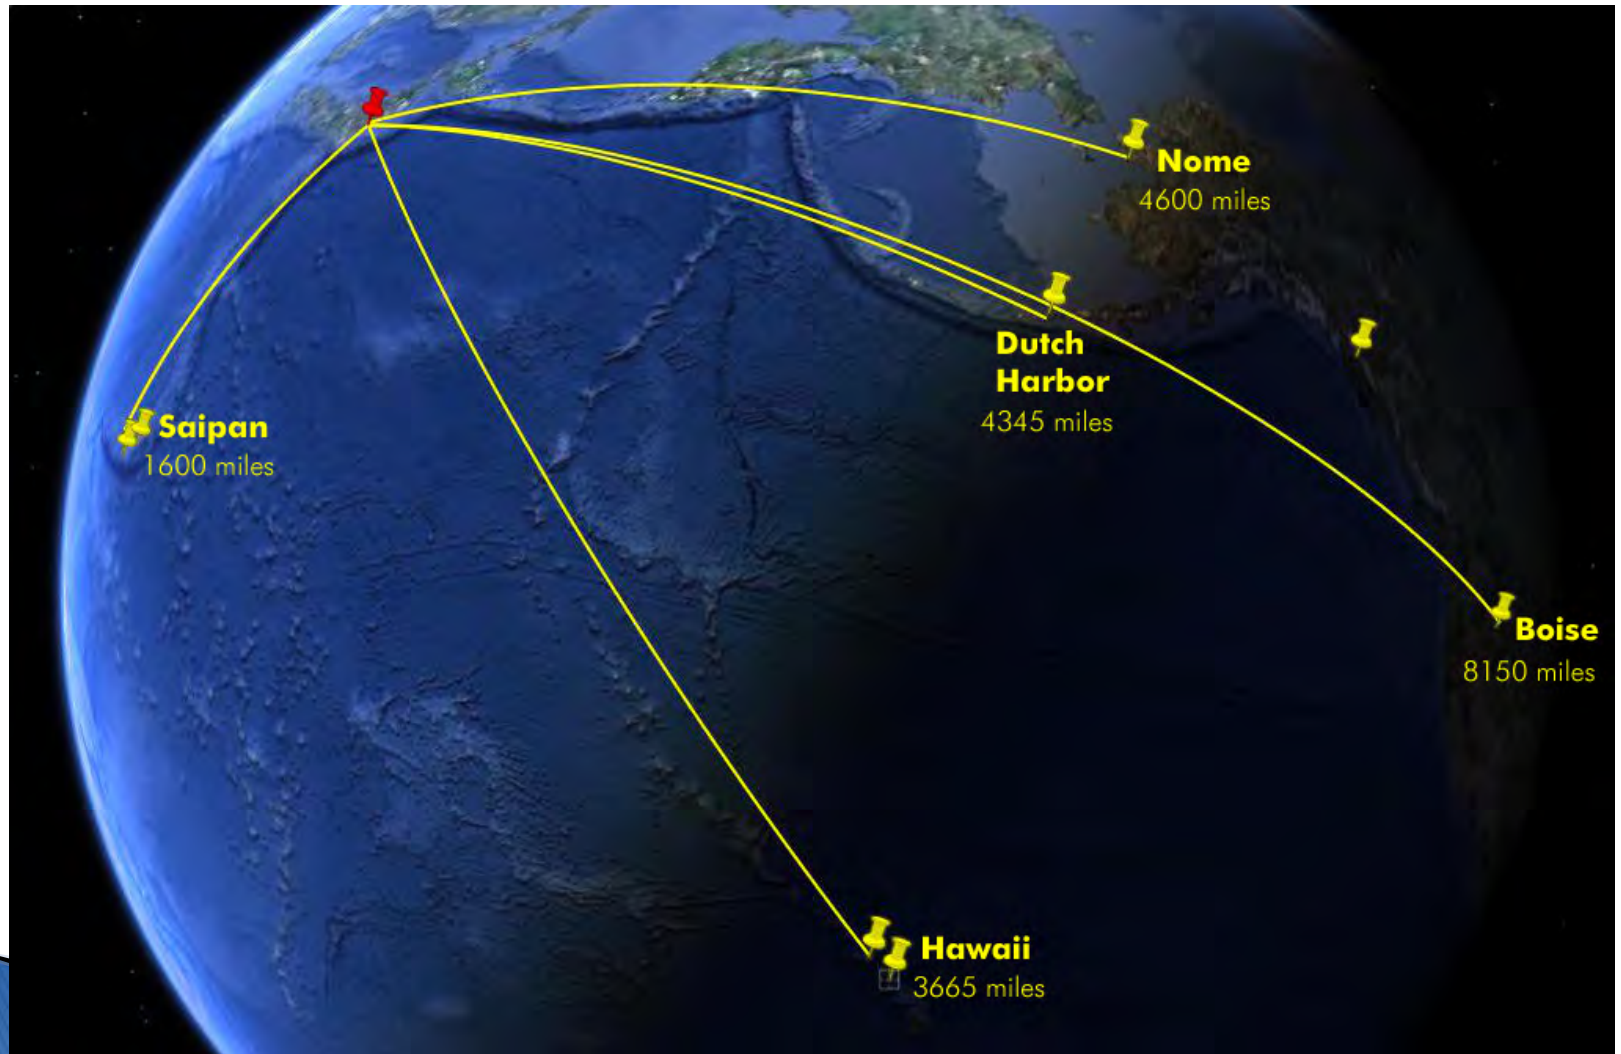 Nome
4600 miles
Dutch
Harbor
4345 miles
Saipan
1600 miles
Boise
8150 miles
Hawaii
3665 miles